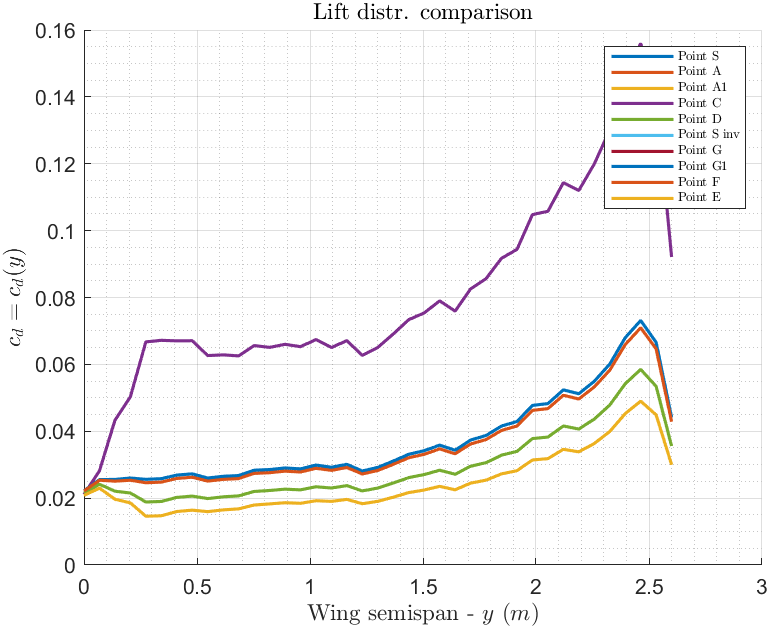 Lift distr. comparison
0.16
0.14
0.12
0.1
0.08
0.06
0.04
0.02
0
c_d = c_d(y)
Point S
Point A
Point A1
Point C
Point D
Point S inv
Point G
Point G1
Point F
Point E
0 0.5 1 1.5 2 2.5 3
Wing semispan - y (m)